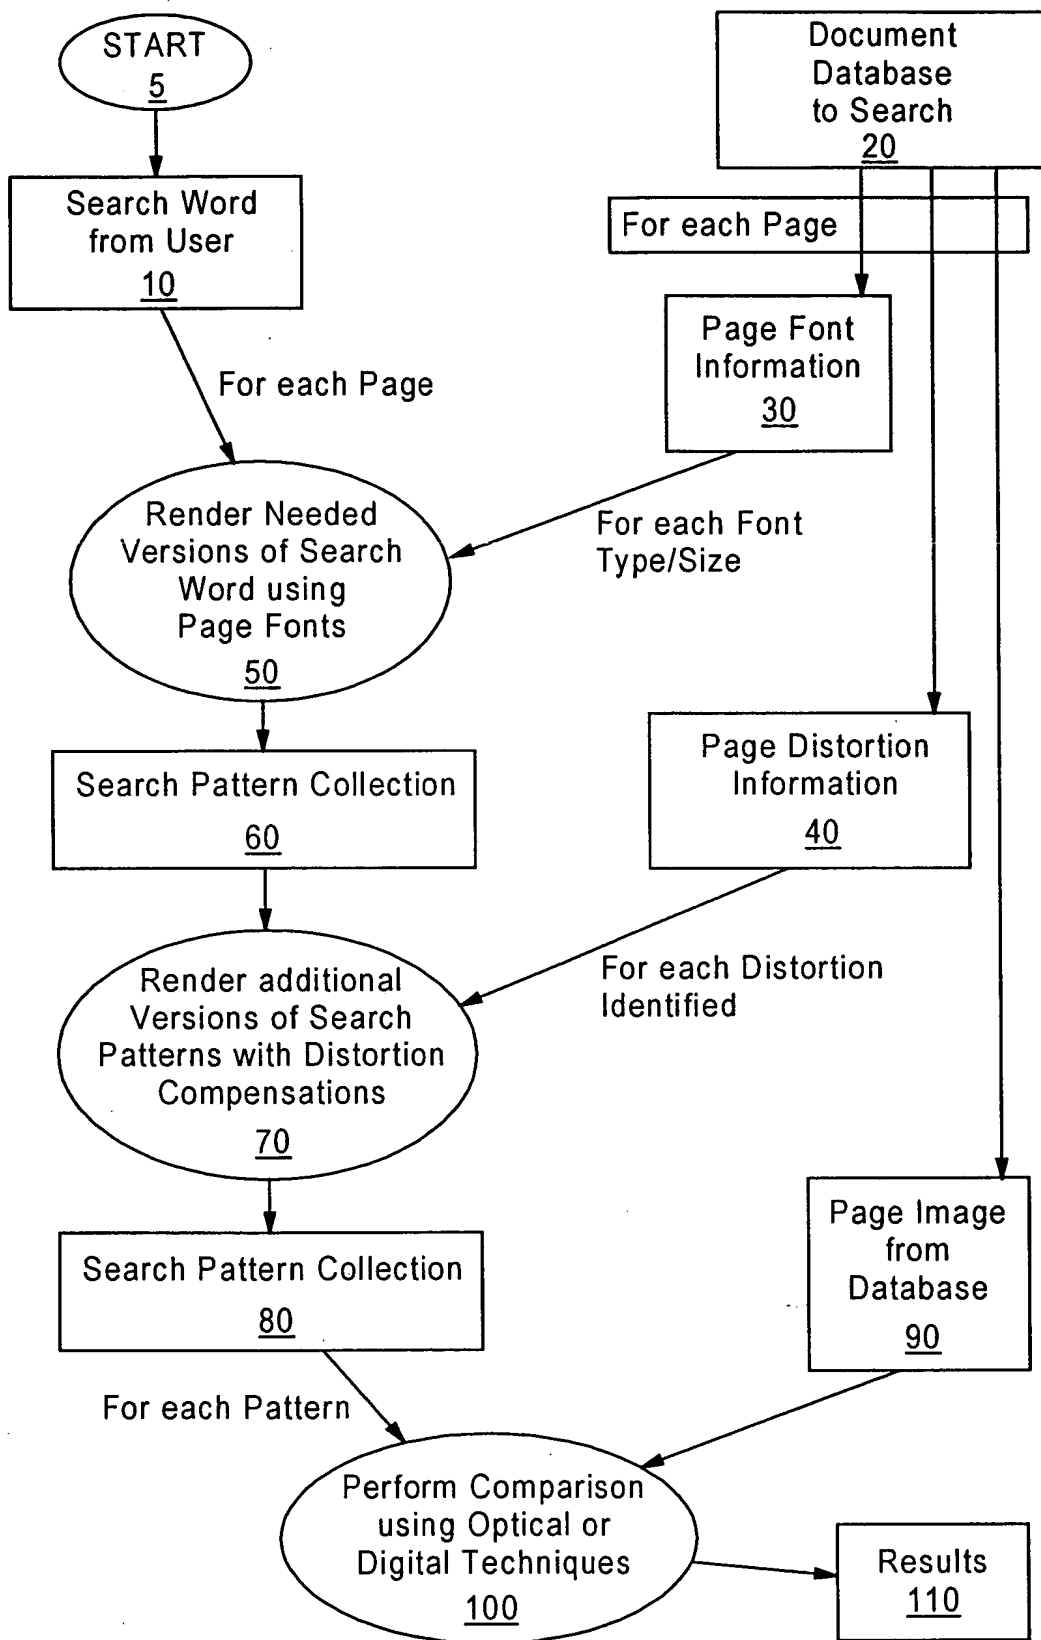 START
5
Document
Database
to Search
20
Search Word
from User
10
For each Page
Page Font
Information
30
For each Page
Render Needed
Versions of Search
Word using
Page Fonts
50
For each Font
Type/Size
Search Pattern Collection
60
Page Distortion
Information
40
Render additional
Versions of Search
Patterns with Distortion
Compensations
70
For each Distortion
Identified
Search Pattern Collection
80
Page Image
from
Database
90
For each Pattern
Perform Comparison
using Optical or
Digital Techniques
100
Results
110